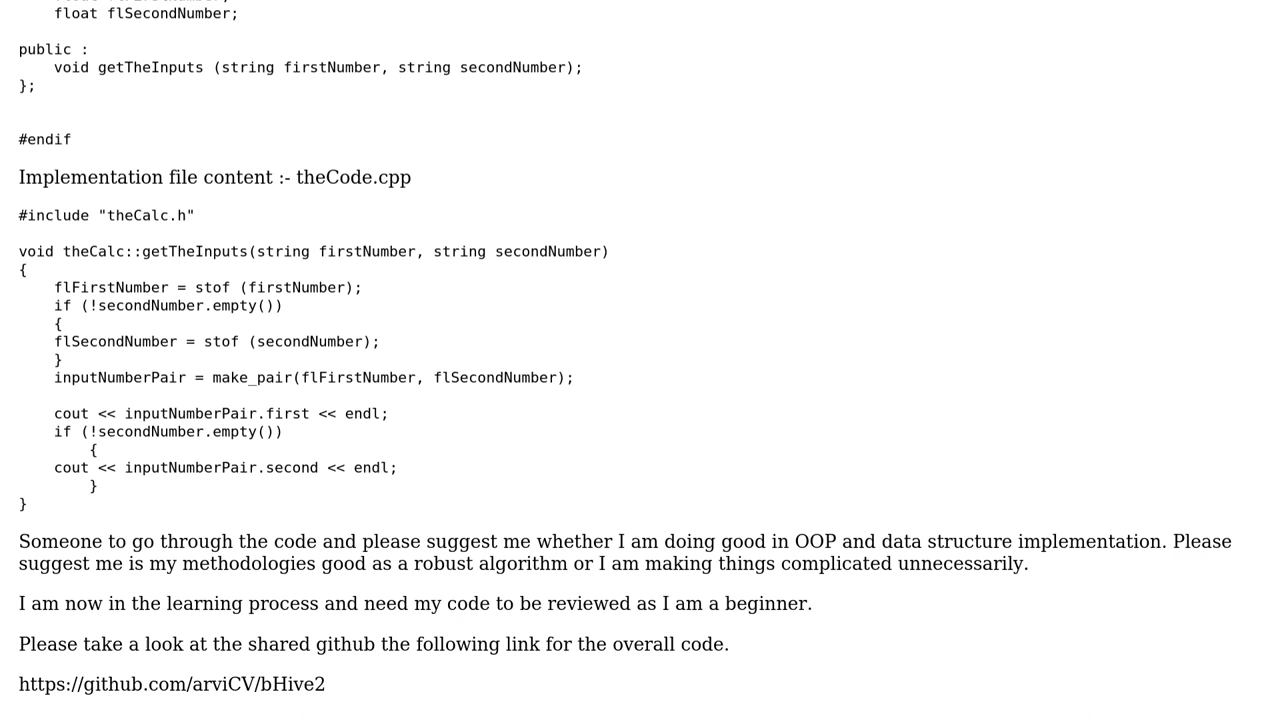 float flSecondNumber;
public :
void getTheInputs (string firstNumber, string secondNumber);
};
#endif
Implementation file content :- theCode.cpp
#include "theCalc.h"
void theCalc::getTheInputs(string firstNumber, string secondNumber)
{
flFirstNumber = stof (firstNumber);
if (!secondNumber.empty())
{
flSecondNumber = stof (secondNumber);
}
inputNumberPair = make_pair(flFirstNumber, flSecondNumber);
cout << inputNumberPair.first << endl;
if (!secondNumber.empty())
{
cout << inputNumberPair.second << endl;
}
}
Someone to go through the code and please suggest me whether I am doing good in OOP and data structure implementation. Please
suggest me is my methodologies good as a robust algorithm or I am making things complicated unnecessarily.
I am now in the learning process and need my code to be reviewed as I am a beginner.
Please take a look at the shared github the following link for the overall code.
https://github.com/arviCV/bHive2